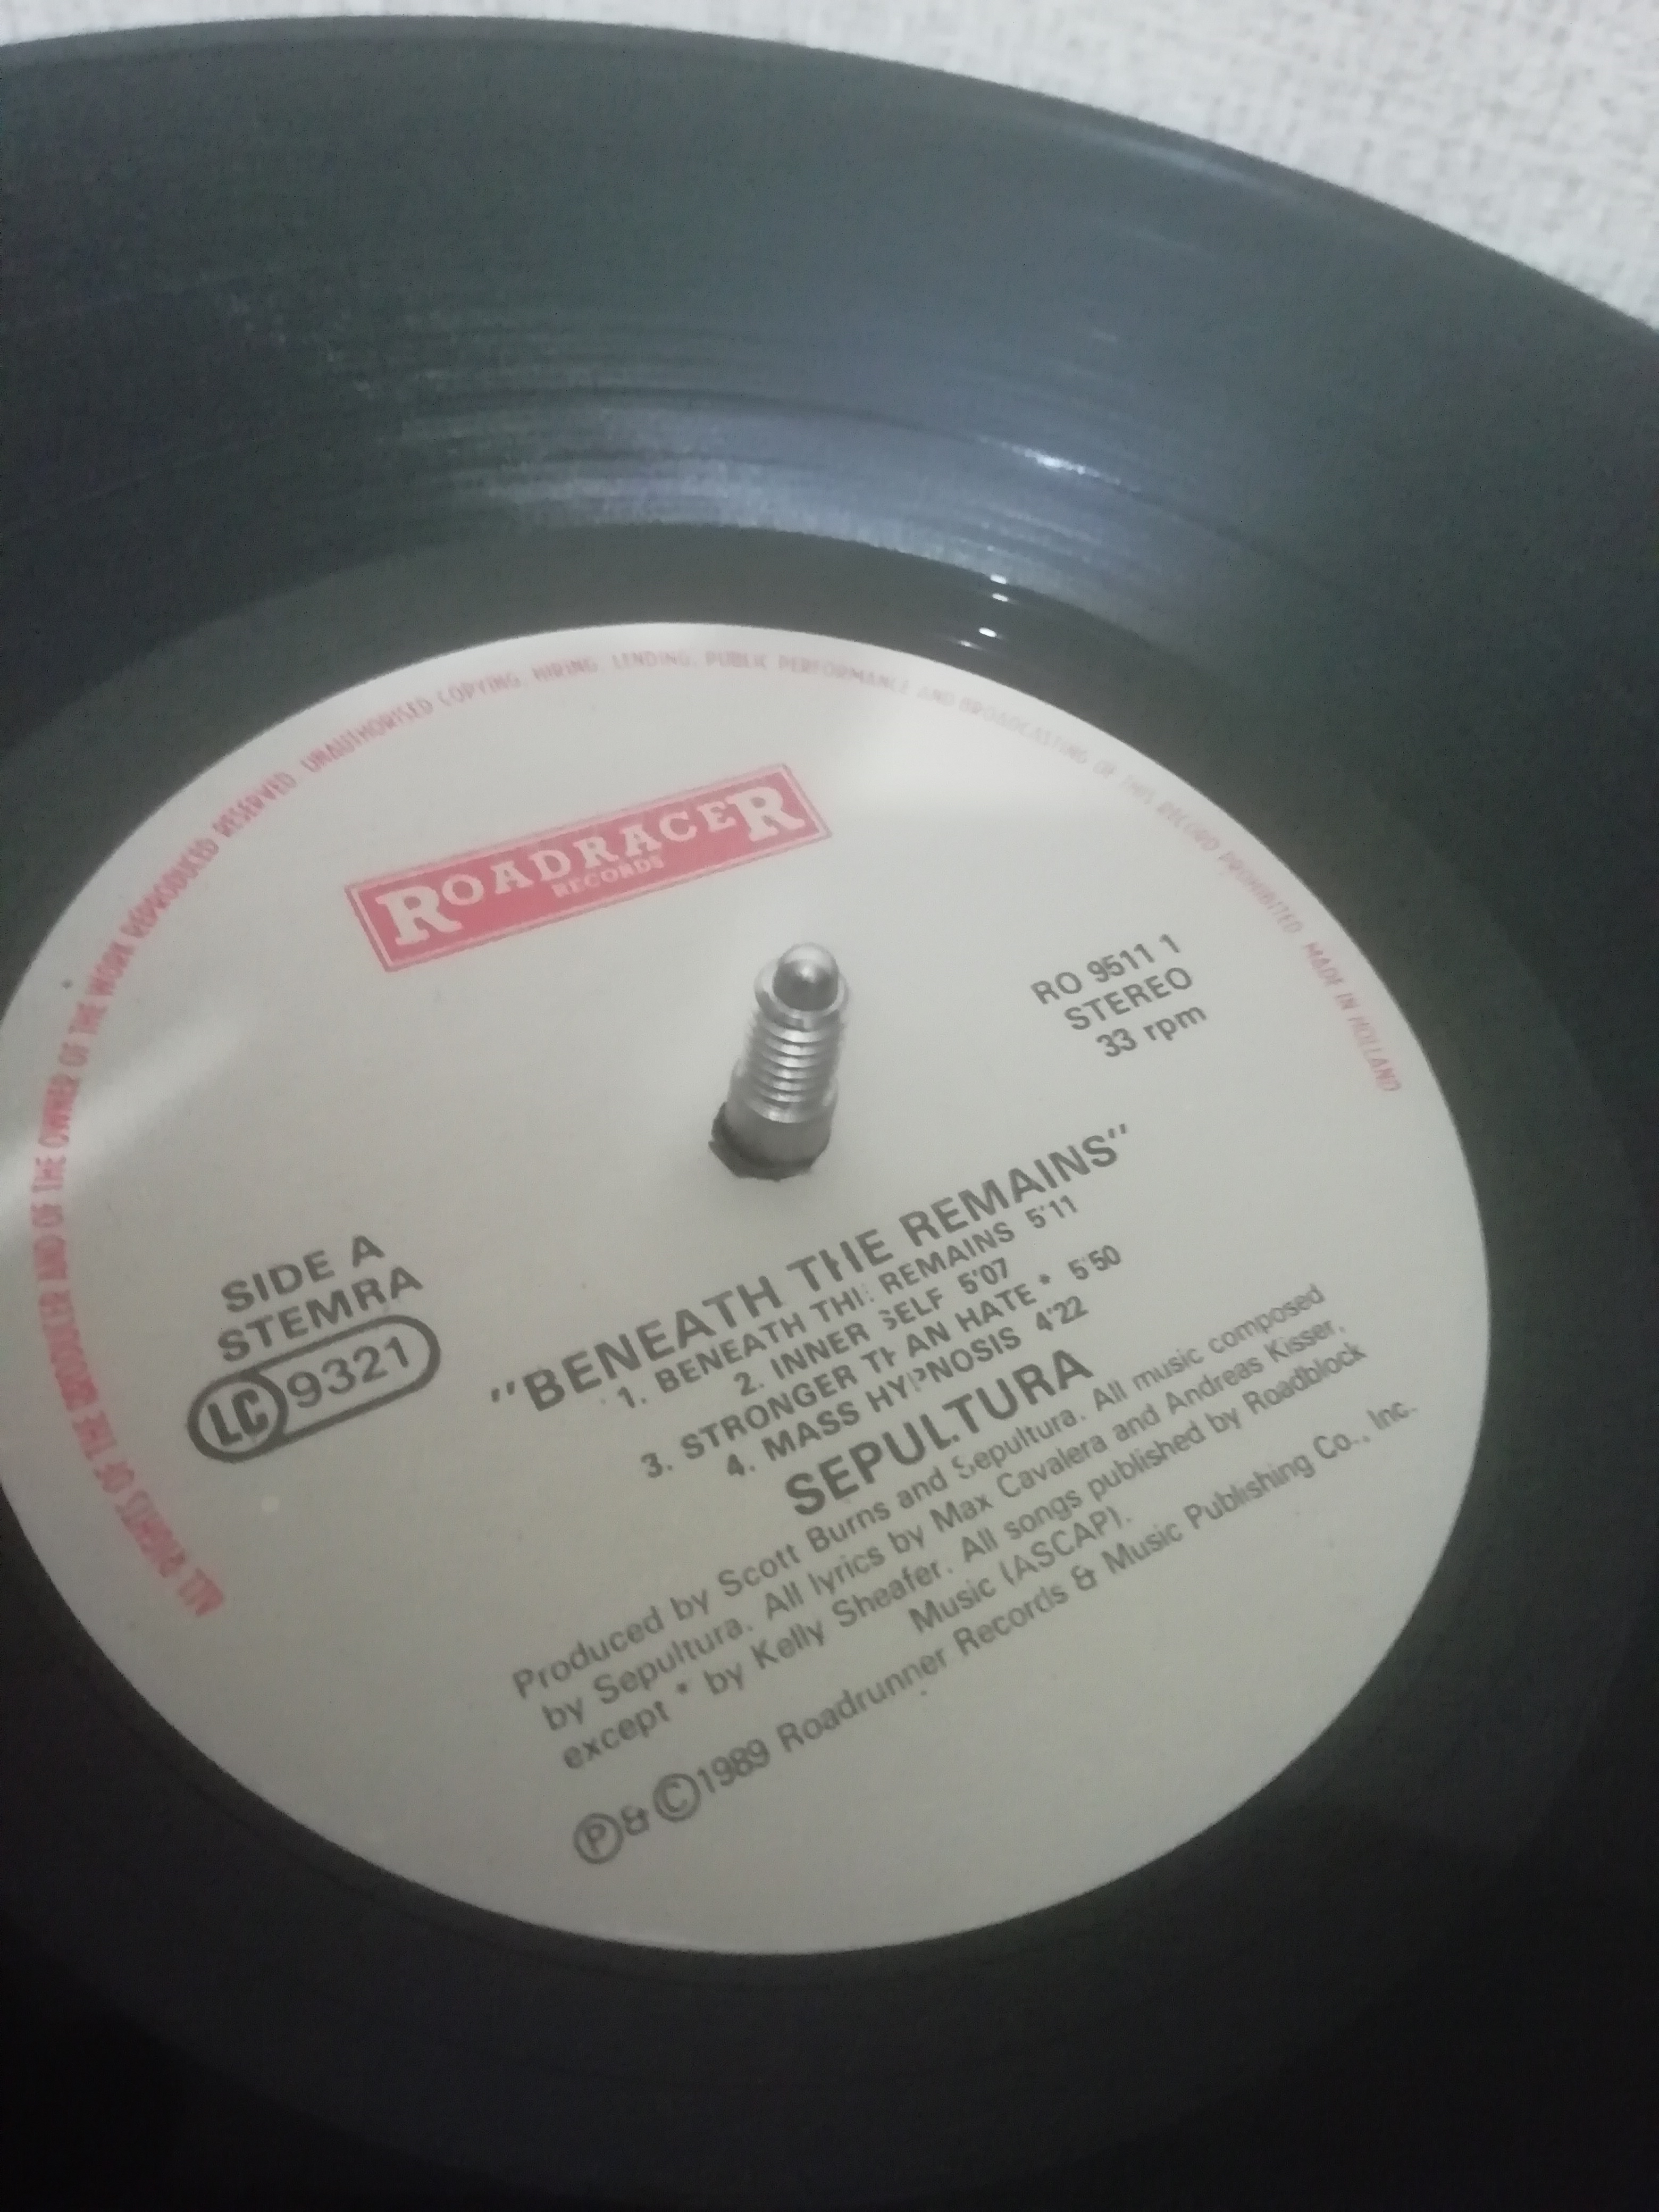 ALL RIGHTS OF THE PRODUCER AND OF THE OWNER OF THE WORK REPRODUCED RESERVED UNAUTHORISED COPYING, HIRING, LENDING, PUBLIC PERFORMANCE AND BROADCASTING OF THIS RECORD PROHIBITED MADE IN HOLLAND
ROADRACER
RECORDS
RO 9511 1
STEREO
33 rpm
SIDE A
STEMRA
LC 9321
"BENEATH THE REMAINS"
1. BENEATH THE REMAINS 5'11
2. INNER SELF 5'07
3. STRONGER THAN HATE * 5'50
4. MASS HYPNOSIS 4'22
SEPULTURA
Produced by Scott Burns and Sepultura. All music composed
by Sepultura. All lyrics by Max Cavalera and Andreas Kisser,
except * by Kelly Sheafer. All songs published by Roadblock
Music (ASCAP).
Ⓟ & © 1989 Roadrunner Records & Music Publishing Co., Inc.